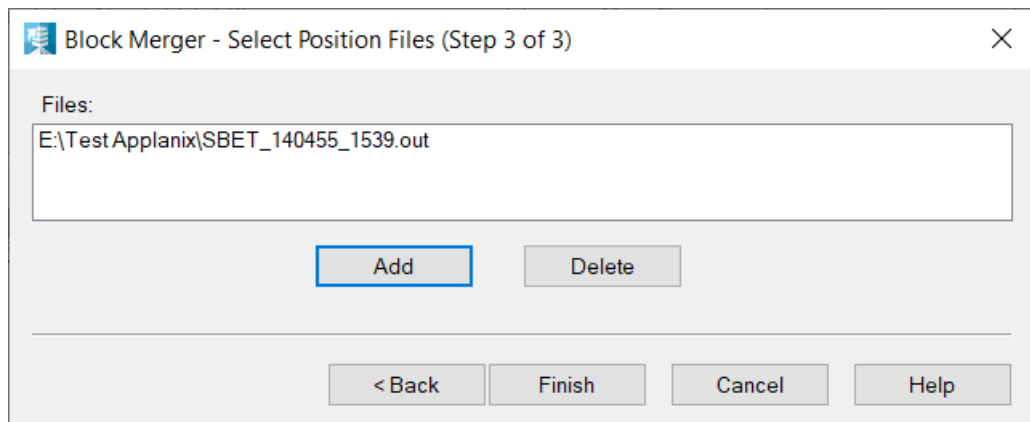 Block Merger - Select Position Files (Step 3 of 3)
Files:
E:\Test Applanix\SBET_140455_1539.out
Add Delete
< Back Finish Cancel Help